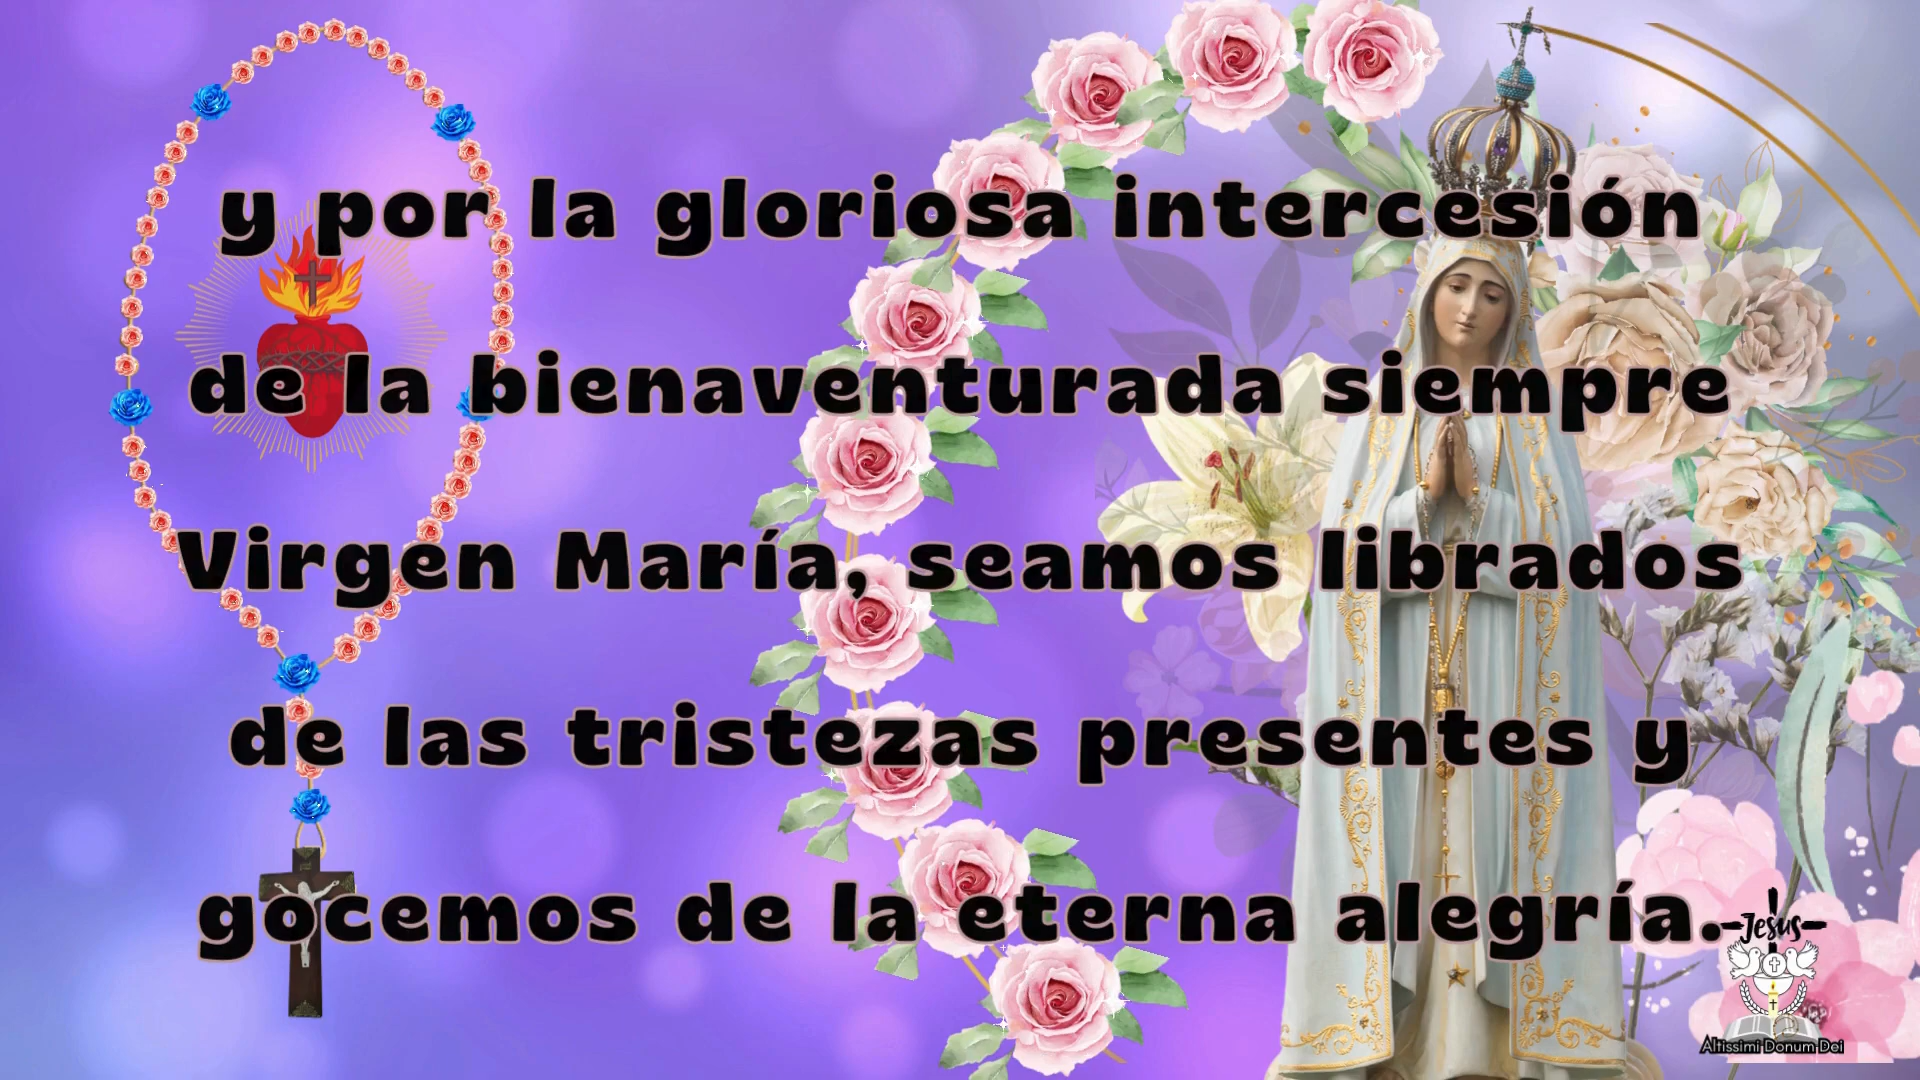 y por la gloriosa intercesión
de la bienaventurada siempre
Virgen María, seamos librados
de las tristezas presentes y
gocemos de la eterna alegría.
Jesus
Altissimi Donum Dei